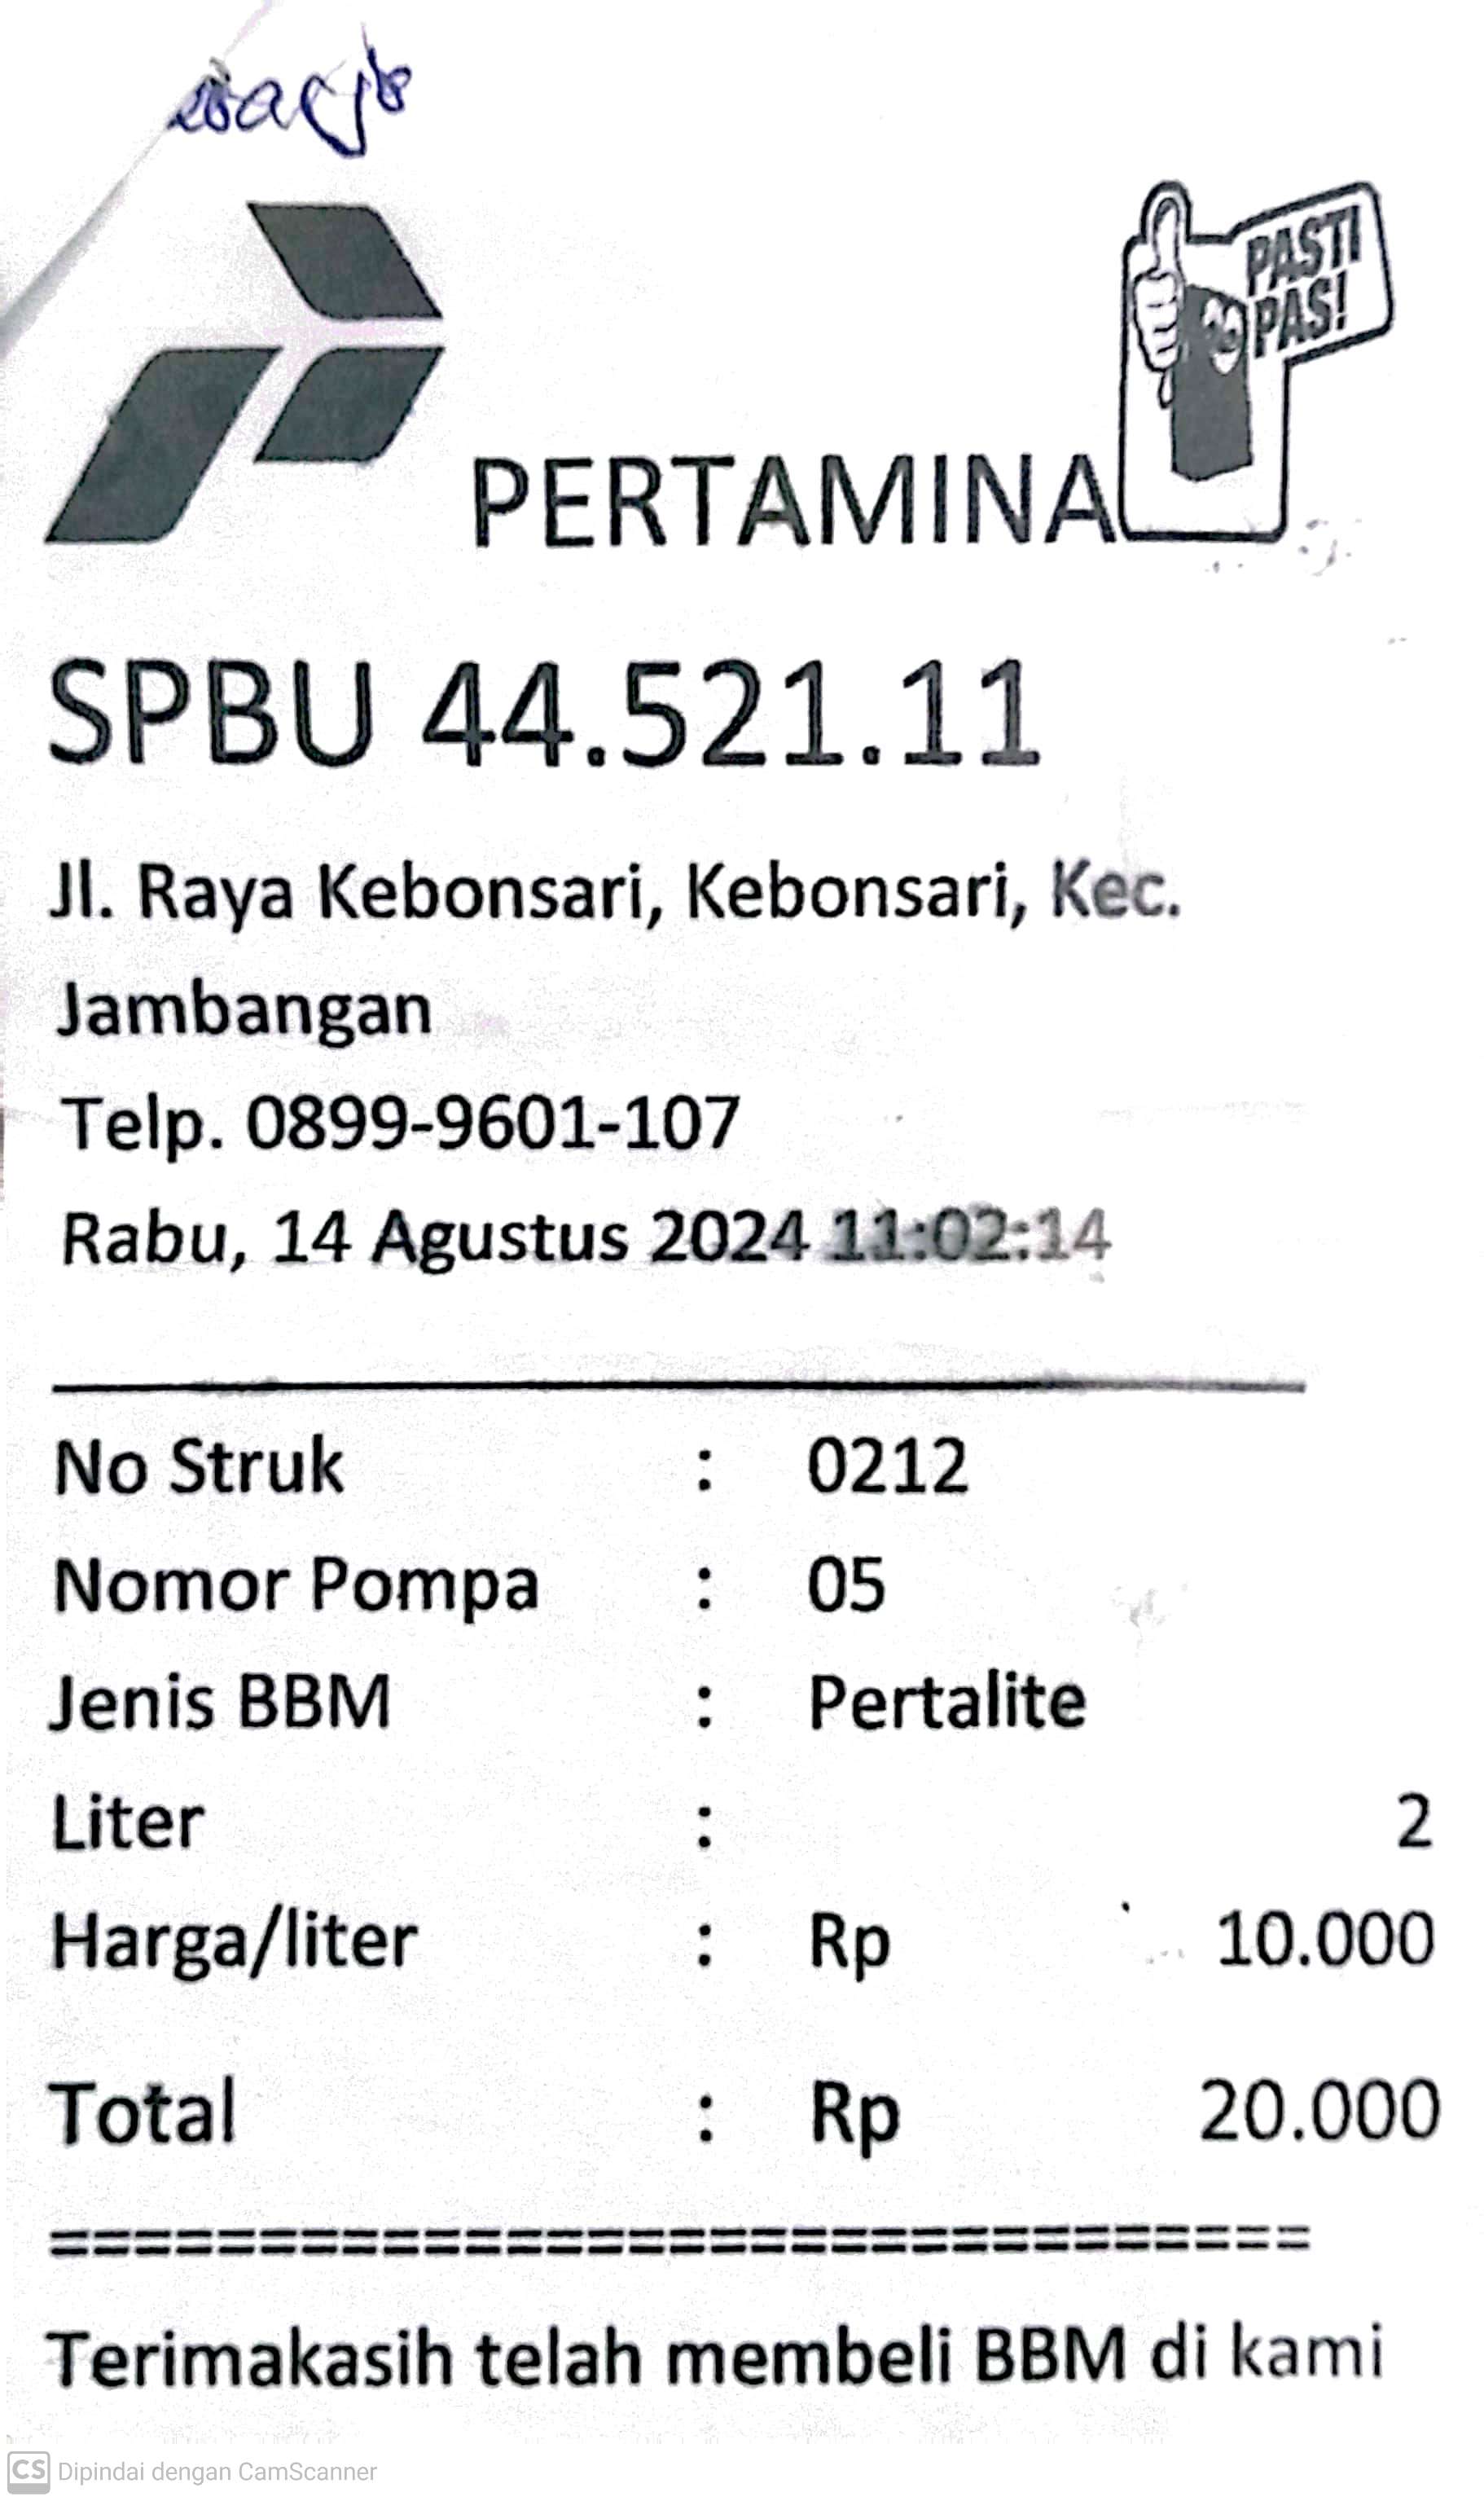 PASTI
PAS!
PERTAMINA
SPBU 44.521.11
Jl. Raya Kebonsari, Kebonsari, Kec.
Jambangan
Telp. 0899-9601-107
Rabu, 14 Agustus 2024 11:02:14
No Struk : 0212
Nomor Pompa : 05
Jenis BBM : Pertalite
Liter : 2
Harga/liter : Rp 10.000
Total : Rp 20.000
===============================
Terimakasih telah membeli BBM di kami
CS Dipindai dengan CamScanner